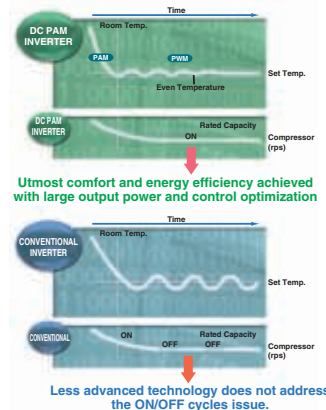 Time
DC PAM
INVERTER
Room Temp.
PAM
PWM
Set Temp.
Even Temperature
DC PAM
INVERTER
Rated Capacity
ON
Compressor
(rps)
Utmost comfort and energy efficiency achieved
with large output power and control optimization
Time
CONVENTIONAL
INVERTER
Room Temp.
Set Temp.
CONVENTIONAL
ON
Rated Capacity
OFF
OFF
Compressor
(rps)
Less advanced technology does not address
the ON/OFF cycles issue.